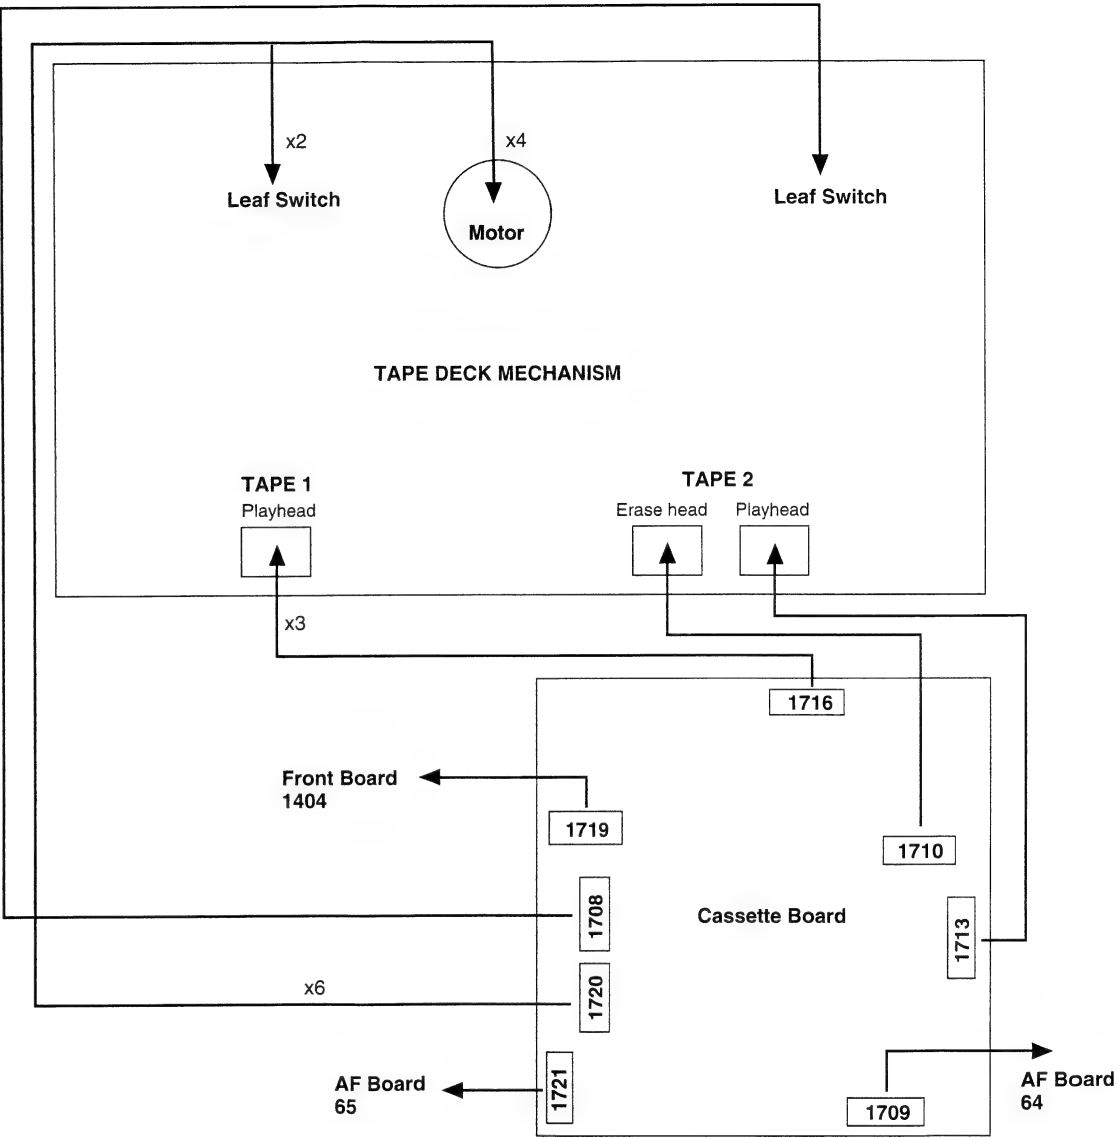 x2
x4
Leaf Switch
Leaf Switch
Motor
TAPE DECK MECHANISM
TAPE 1
Playhead
TAPE 2
Erase head
Playhead
x3
1716
Front Board
1404
1719
1710
1708
Cassette Board
1713
x6
1720
AF Board
65
1721
1709
AF Board
64